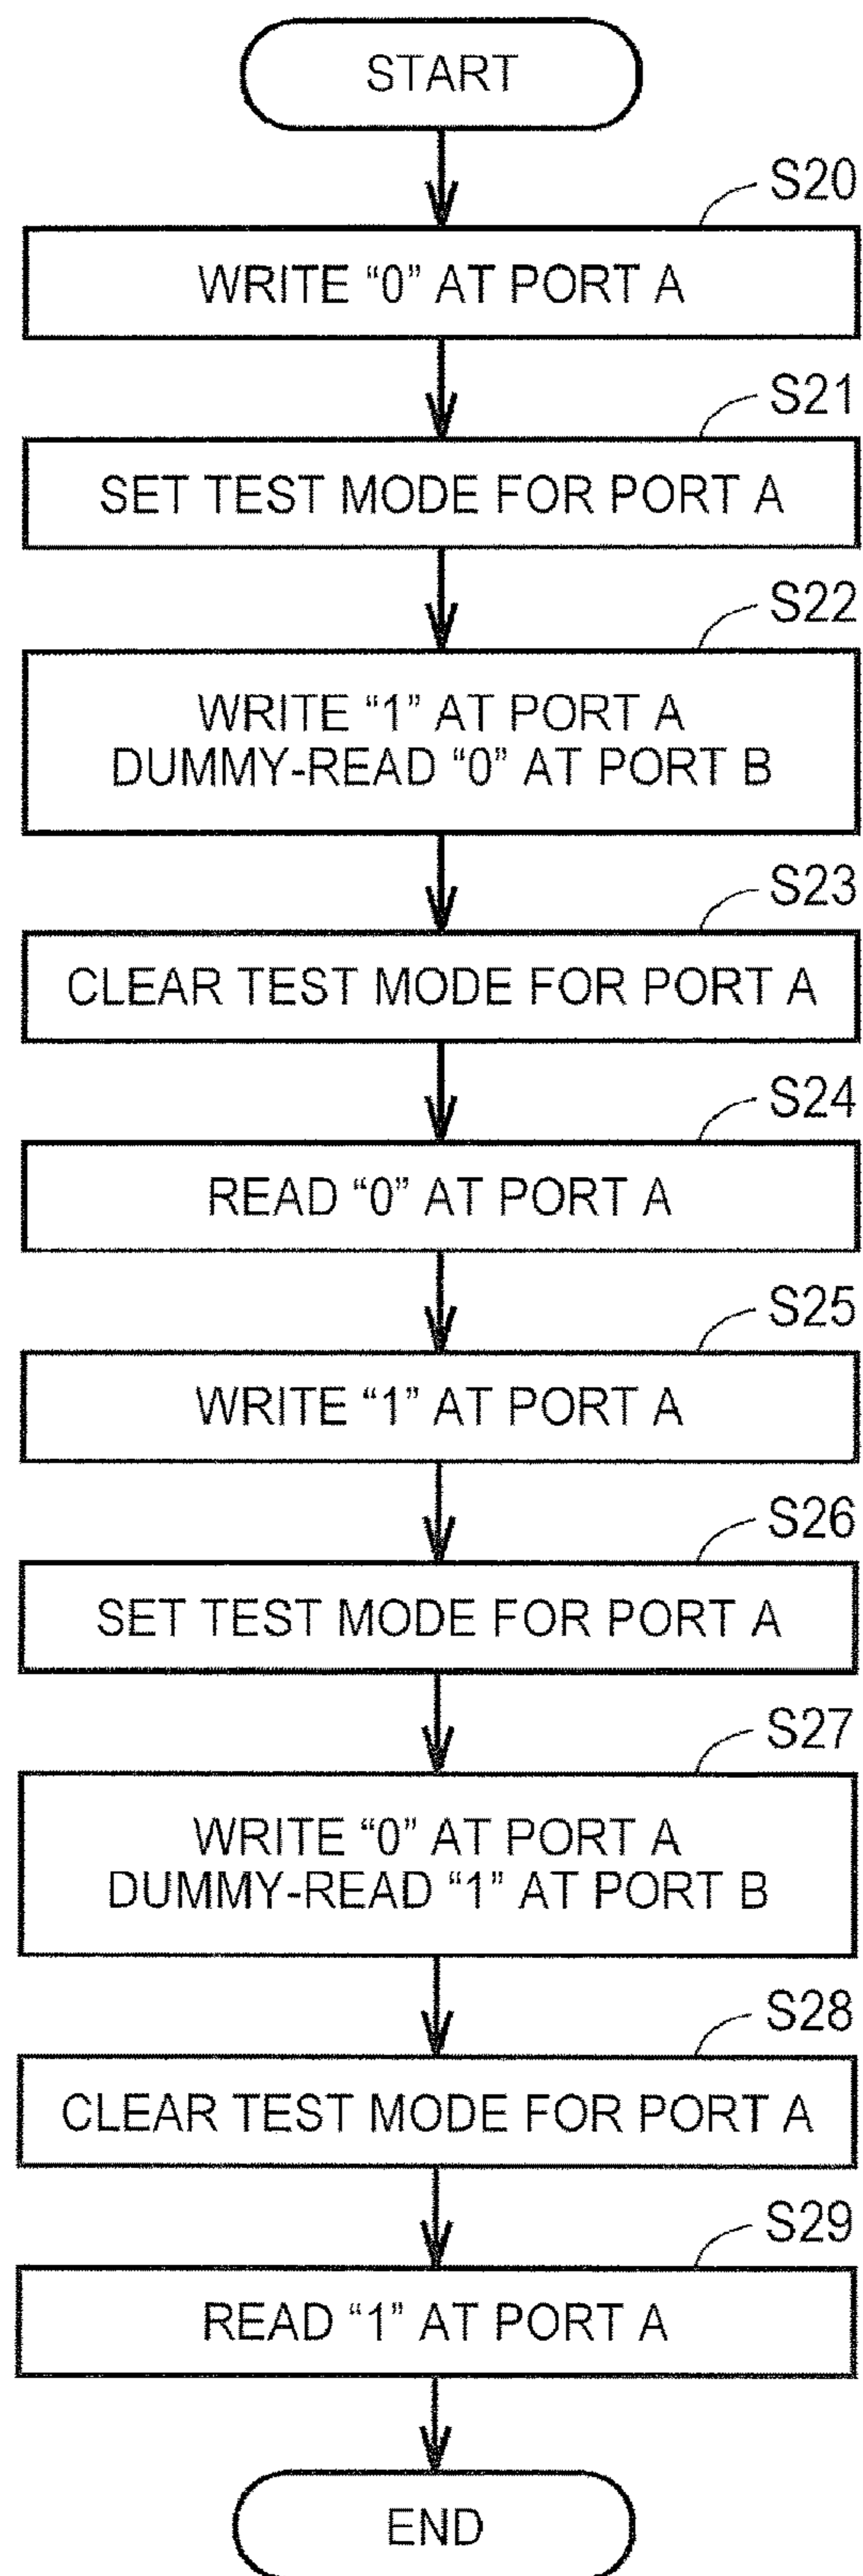 START
S20
WRITE “0” AT PORT A
S21
SET TEST MODE FOR PORT A
S22
WRITE “1” AT PORT A
DUMMY-READ “0” AT PORT B
S23
CLEAR TEST MODE FOR PORT A
S24
READ “0” AT PORT A
S25
WRITE “1” AT PORT A
S26
SET TEST MODE FOR PORT A
S27
WRITE “0” AT PORT A
DUMMY-READ “1” AT PORT B
S28
CLEAR TEST MODE FOR PORT A
S29
READ “1” AT PORT A
END